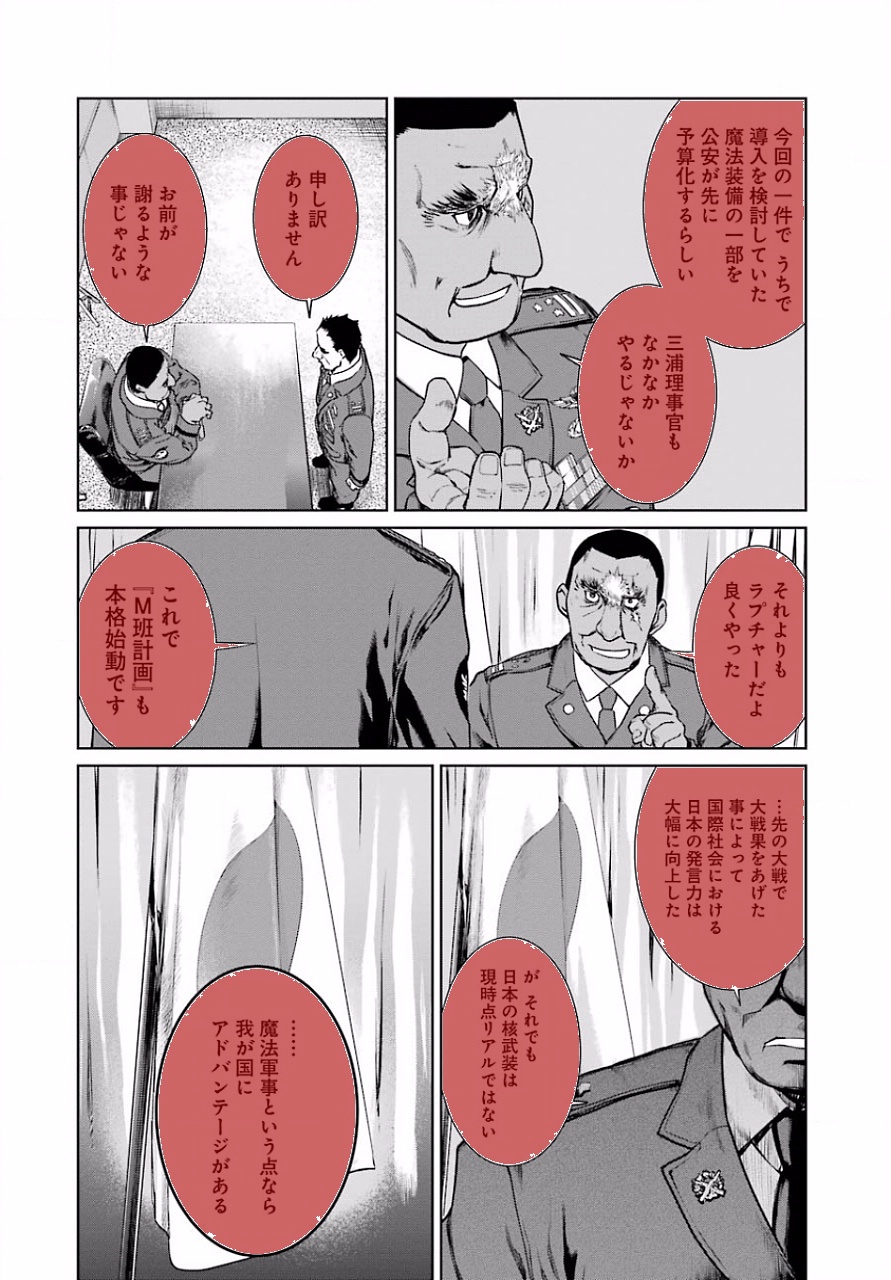 今回の一件で うちで
導入を検討していた
魔法装備の一部を
公安が先に
予算化するらしい
三浦理事官も
なかなか
やるじゃないか
申し訳
ありません
お前が
謝るような
事じゃない
それよりも
ラプチャーだよ
良くやった
これで
『M班計画』も
本格始動です
…先の大戦で
大戦果をあげた
事によって
国際社会における
日本の発言力は
大幅に向上した
が それでも
日本の核武装は
現時点リアルではない
……
魔法軍事という点なら
我が国に
アドバンテージがある